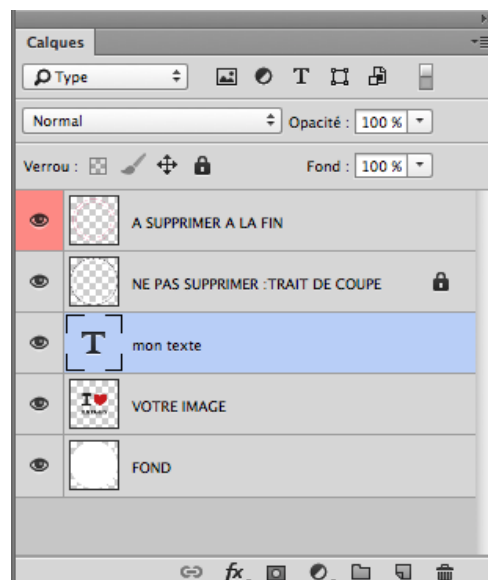 Calques
Type
Normal
Opacité : 100 %
Verrou :
Fond : 100 %
A SUPPRIMER A LA FIN
NE PAS SUPPRIMER :TRAIT DE COUPE
T
mon texte
I
VOTRE IMAGE
FOND
fx